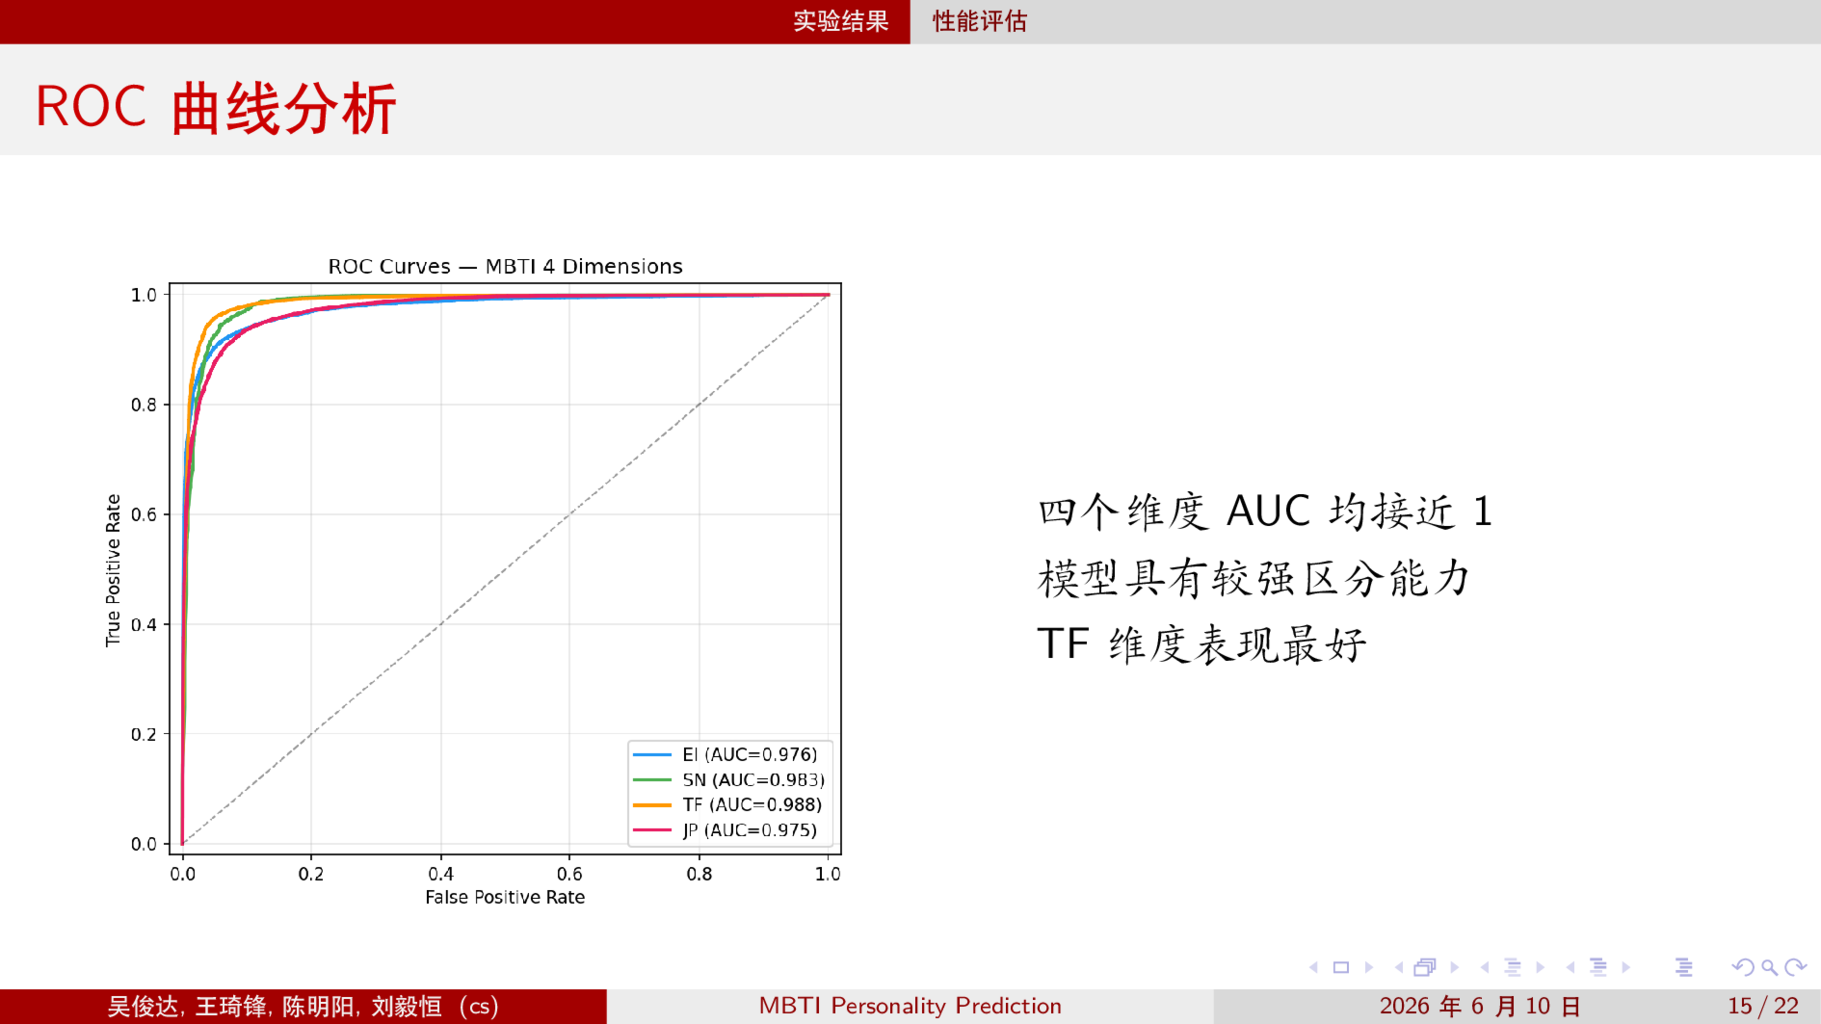 实验结果 性能评估
ROC 曲线分析
ROC Curves — MBTI 4 Dimensions
1.0
0.8
0.6
0.4
0.2
0.0
True Positive Rate
0.0 0.2 0.4 0.6 0.8 1.0
False Positive Rate
EI (AUC=0.976)
SN (AUC=0.983)
TF (AUC=0.988)
JP (AUC=0.975)
四个维度 AUC 均接近 1
模型具有较强区分能力
TF 维度表现最好
吴俊达, 王琦锋, 陈明阳, 刘毅恒 (cs) MBTI Personality Prediction 2026 年 6 月 10 日 15 / 22